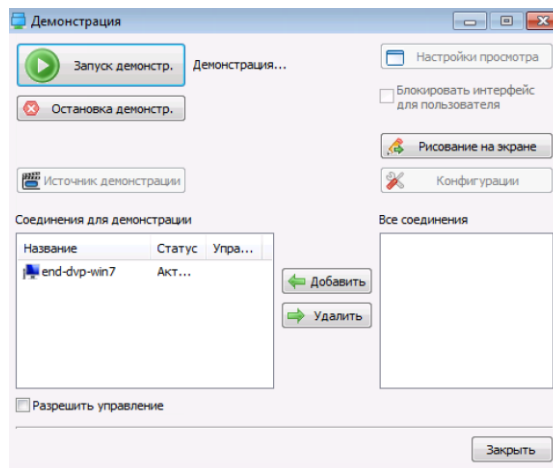 Демонстрация
Запуск демонстр.
Демонстрация...
Настройки просмотра
Остановка демонстр.
Блокировать интерфейс
для пользователя
Рисование на экране
Источник демонстрации
Конфигурации
Соединения для демонстрации
Все соединения
Название Статус Упра...
end-dvp-win7 Акт...
Добавить
Удалить
Разрешить управление
Закрыть